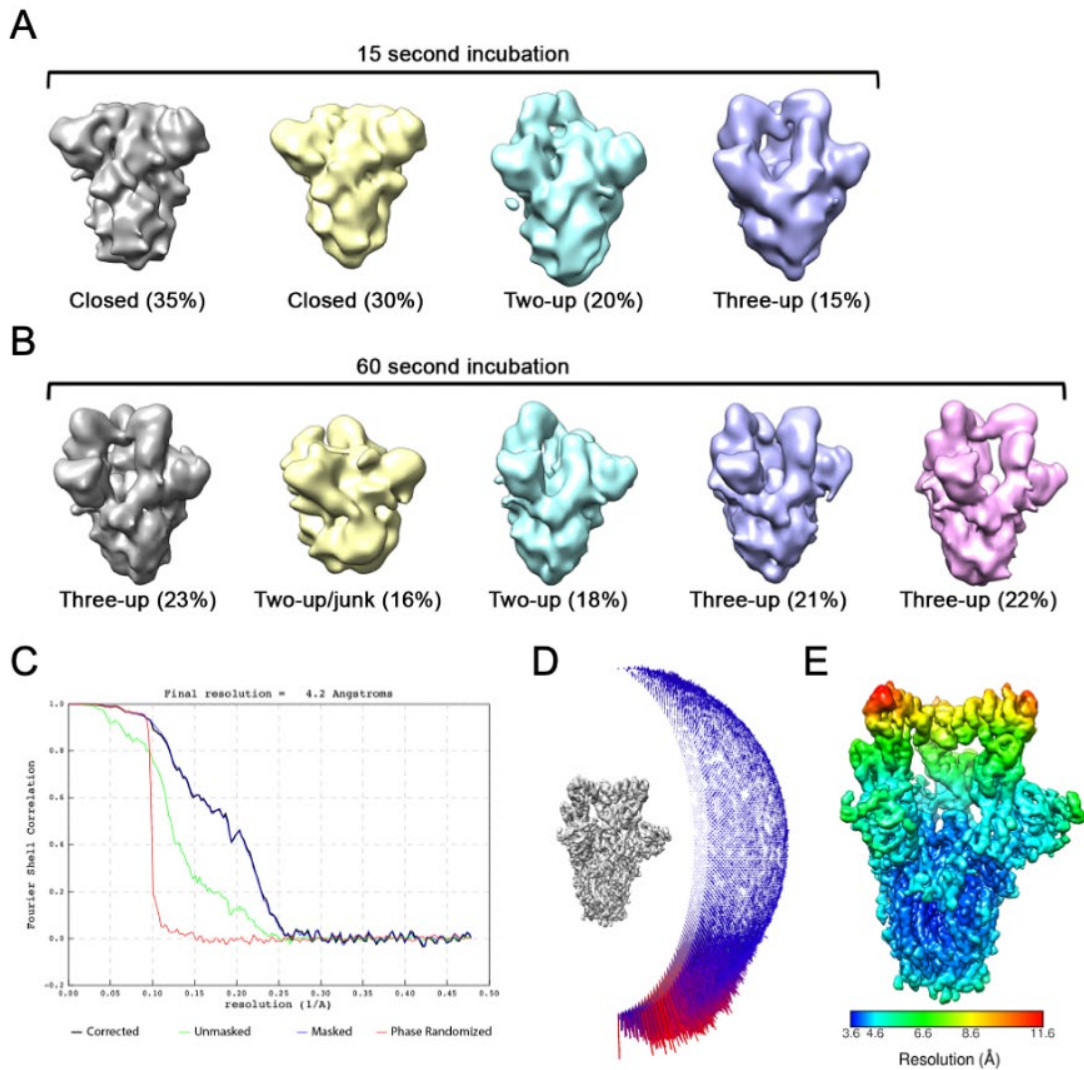 A
15 second incubation
Closed (35%)
Closed (30%)
Two-up (20%)
Three-up (15%)
B
60 second incubation
Three-up (23%)
Two-up/junk (16%)
Two-up (18%)
Three-up (21%)
Three-up (22%)
C
Final resolution = 4.2 Angstroms
Fourier Shell Correlation
1.0
0.8
0.6
0.4
0.2
0.0
-0.2
0.00 0.05 0.10 0.15 0.20 0.25 0.30 0.35 0.40 0.45 0.50
resolution (1/A)
Corrected Unmasked Masked Phase Randomized
D
E
3.6 4.6 6.6 8.6 11.6
Resolution (Å)